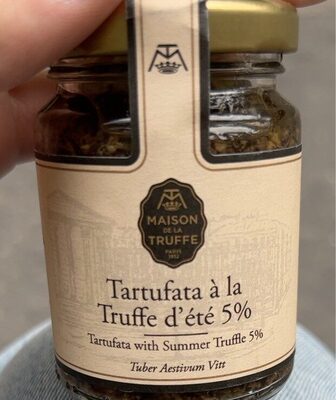 MAISON
DE LA
TRUFFE
PARIS
1932
Tartufata à la
Truffe d'été 5%
Tartufata with Summer Truffle 5%
Tuber Aestivum Vitt